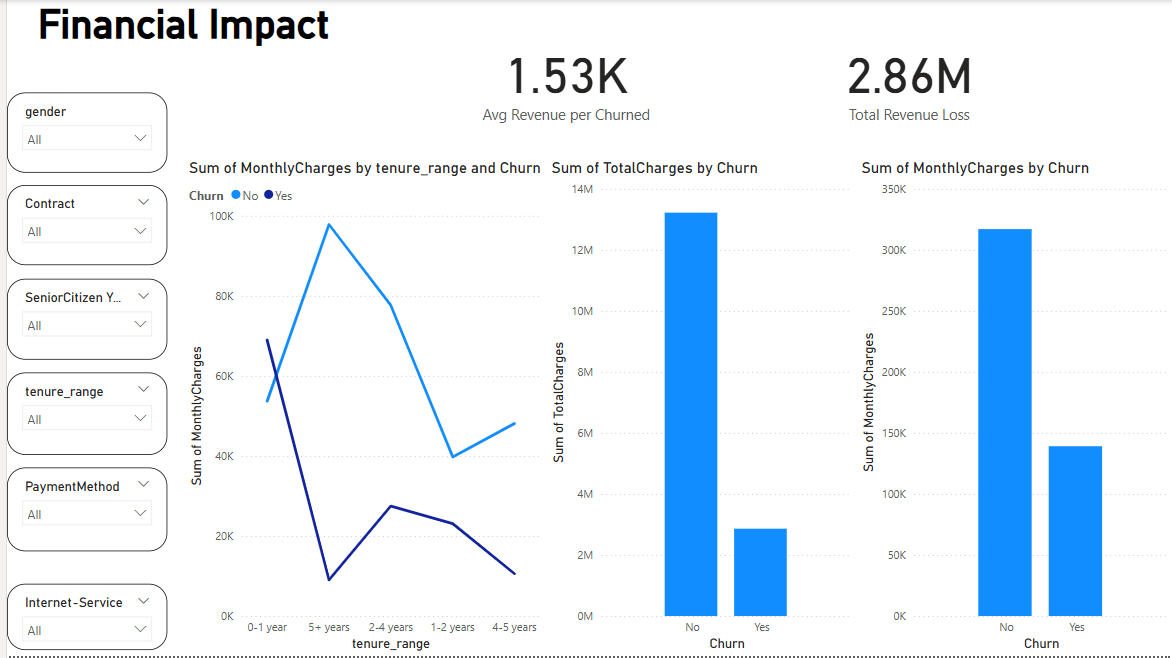 Financial Impact
1.53K
Avg Revenue per Churned
2.86M
Total Revenue Loss
gender
All
Contract
All
SeniorCitizen Y...
All
tenure_range
All
PaymentMethod
All
Internet-Service
All
Sum of MonthlyCharges by tenure_range and Churn
Churn No Yes
100K
80K
60K
40K
20K
0K
Sum of MonthlyCharges
0-1 year 5+ years 2-4 years 1-2 years 4-5 years
tenure_range
Sum of TotalCharges by Churn
14M
12M
10M
8M
6M
4M
2M
0M
Sum of TotalCharges
No Yes
Churn
Sum of MonthlyCharges by Churn
350K
300K
250K
200K
150K
100K
50K
0K
Sum of MonthlyCharges
No Yes
Churn